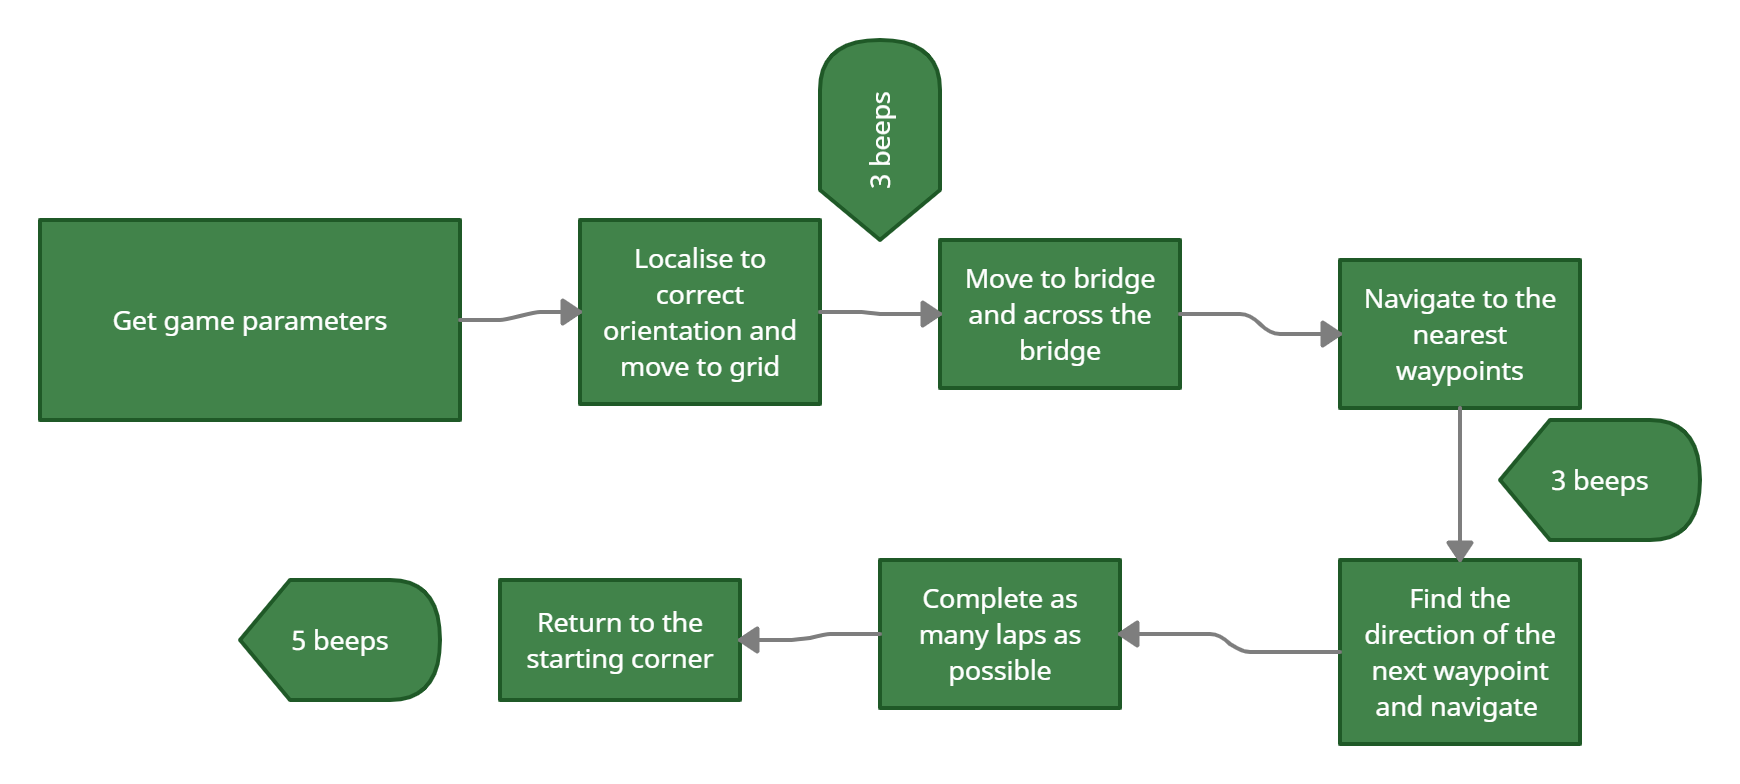 3 beeps
Get game parameters
Localise to
correct
orientation and
move to grid
Move to bridge
and across the
bridge
Navigate to the
nearest
waypoints
3 beeps
Find the
direction of the
next waypoint
and navigate
Complete as
many laps as
possible
Return to the
starting corner
5 beeps